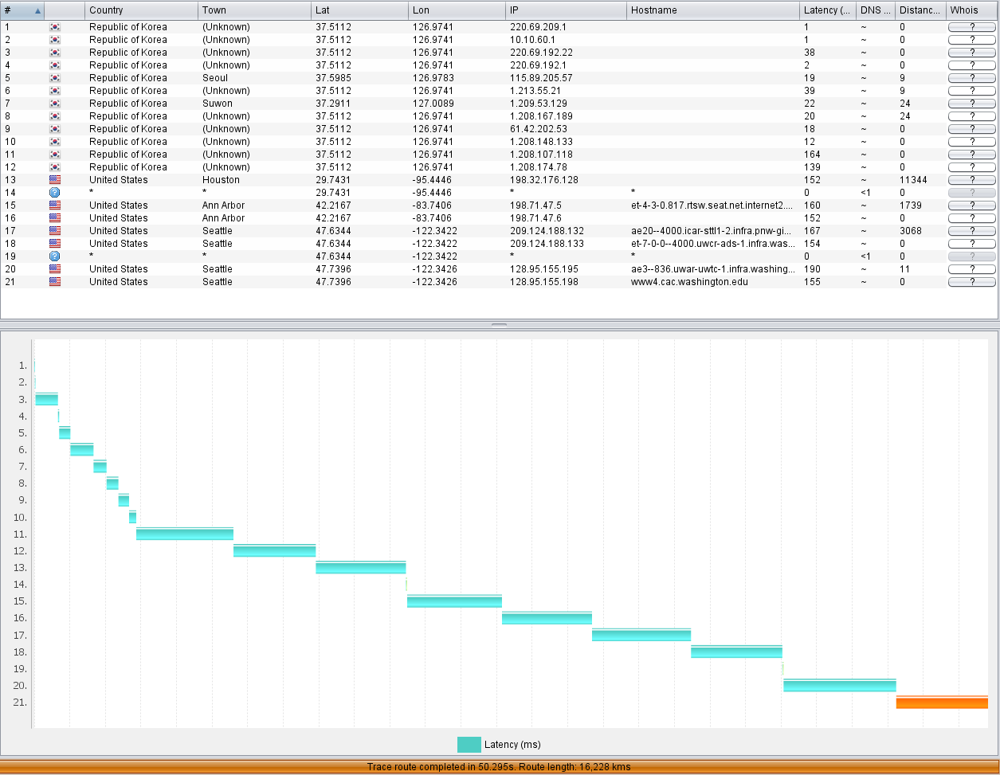 # Country Town Lat Lon IP Hostname Latency (... DNS ... Distanc... Whois
1 Republic of Korea (Unknown) 37.5112 126.9741 220.69.209.1 1 ~ 0 ?
2 Republic of Korea (Unknown) 37.5112 126.9741 10.10.60.1 1 ~ 0 ?
3 Republic of Korea (Unknown) 37.5112 126.9741 220.69.192.22 38 ~ 0 ?
4 Republic of Korea (Unknown) 37.5112 126.9741 220.69.192.1 2 ~ 0 ?
5 Republic of Korea Seoul 37.5985 126.9783 115.89.205.57 19 ~ 9 ?
6 Republic of Korea (Unknown) 37.5112 126.9741 1.213.55.21 39 ~ 9 ?
7 Republic of Korea Suwon 37.2911 127.0089 1.209.53.129 22 ~ 24 ?
8 Republic of Korea (Unknown) 37.5112 126.9741 1.208.167.189 20 ~ 24 ?
9 Republic of Korea (Unknown) 37.5112 126.9741 61.42.202.53 18 ~ 0 ?
10 Republic of Korea (Unknown) 37.5112 126.9741 1.208.148.133 12 ~ 0 ?
11 Republic of Korea (Unknown) 37.5112 126.9741 1.208.107.118 164 ~ 0 ?
12 Republic of Korea (Unknown) 37.5112 126.9741 1.208.174.78 139 ~ 0 ?
13 United States Houston 29.7431 -95.4446 198.32.176.128 152 ~ 11344 ?
14 ? * * 29.7431 -95.4446 * * 0 <1 0 ?
15 United States Ann Arbor 42.2167 -83.7406 198.71.47.5 et-4-3-0.817.rtsw.seat.net.internet2.... 160 ~ 1739 ?
16 United States Ann Arbor 42.2167 -83.7406 198.71.47.6 152 ~ 0 ?
17 United States Seattle 47.6344 -122.3422 209.124.188.132 ae20--4000.icar-sttl1-2.infra.pnw-gi... 167 ~ 3068 ?
18 United States Seattle 47.6344 -122.3422 209.124.188.133 et-7-0-0--4000.uwcr-ads-1.infra.was... 154 ~ 0 ?
19 ? * * 47.6344 -122.3422 * * 0 <1 0 ?
20 United States Seattle 47.7396 -122.3426 128.95.155.195 ae3--836.uwar-uwtc-1.infra.washing... 190 ~ 11 ?
21 United States Seattle 47.7396 -122.3426 128.95.155.198 www4.cac.washington.edu 155 ~ 0 ?
1.
2.
3.
4.
5.
6.
7.
8.
9.
10.
11.
12.
13.
14.
15.
16.
17.
18.
19.
20.
21.
Latency (ms)
Trace route completed in 50.295s. Route length: 16,228 kms